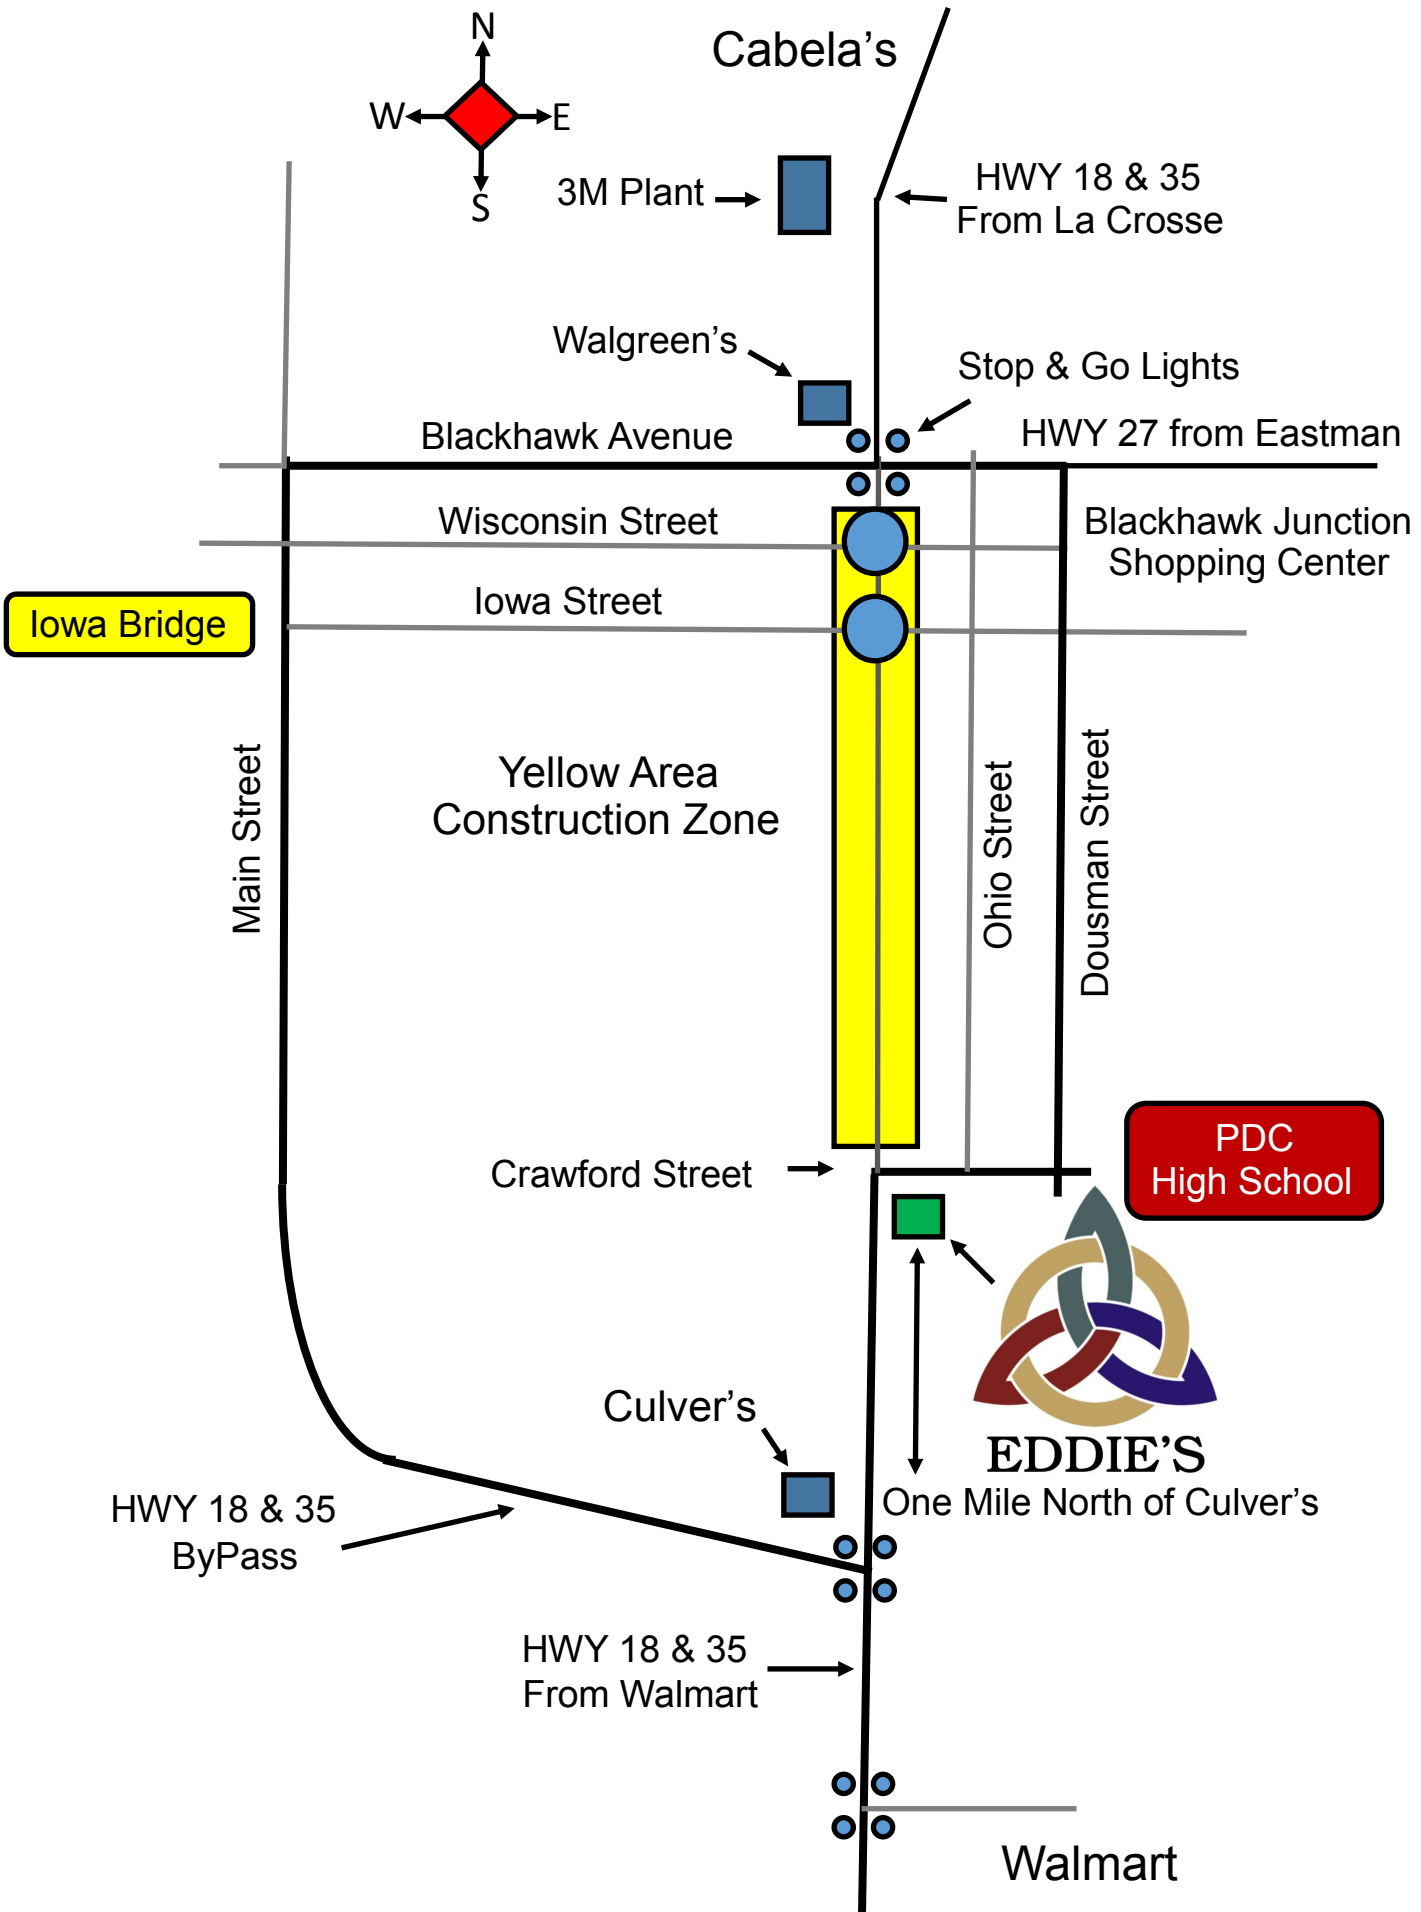 N
Cabela's
W
E
S
3M Plant
HWY 18 & 35
From La Crosse
Walgreen's
Stop & Go Lights
Blackhawk Avenue
HWY 27 from Eastman
Wisconsin Street
Blackhawk Junction
Shopping Center
Iowa Street
Iowa Bridge
Main Street
Yellow Area
Construction Zone
Ohio Street
Dousman Street
PDC
High School
Crawford Street
Culver's
EDDIE'S
One Mile North of Culver's
HWY 18 & 35
ByPass
HWY 18 & 35
From Walmart
Walmart